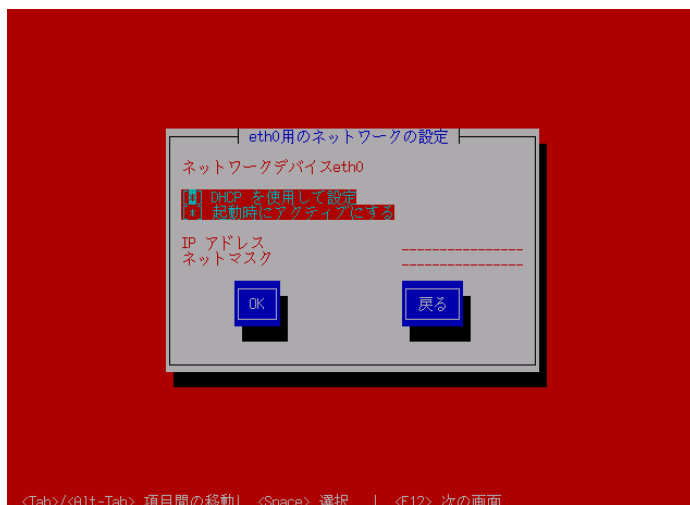 eth0用のネットワークの設定
ネットワークデバイスeth0
[*] DHCP を使用して設定
[*] 起動時にアクティブにする
IP アドレス ________________
ネットマスク ________________
OK 戻る
<Tab>/<Alt-Tab> 項目間の移動| <Space> 選択 | <F12> 次の画面